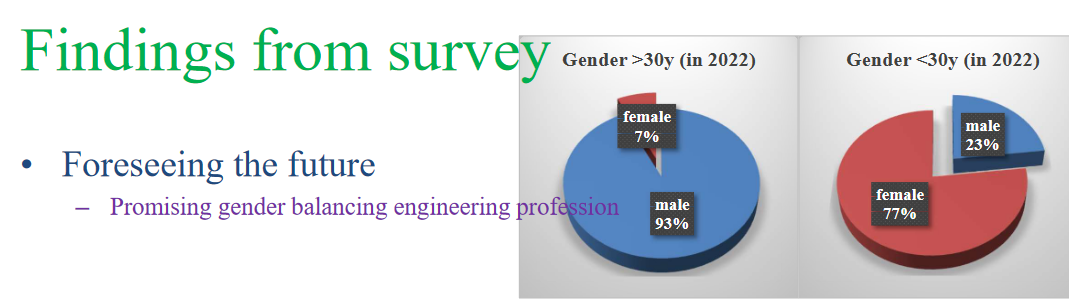 Findings from survey
• Foreseeing the future
– Promising gender balancing engineering profession
Gender >30y (in 2022)
female
7%
male
93%
Gender <30y (in 2022)
male
23%
female
77%